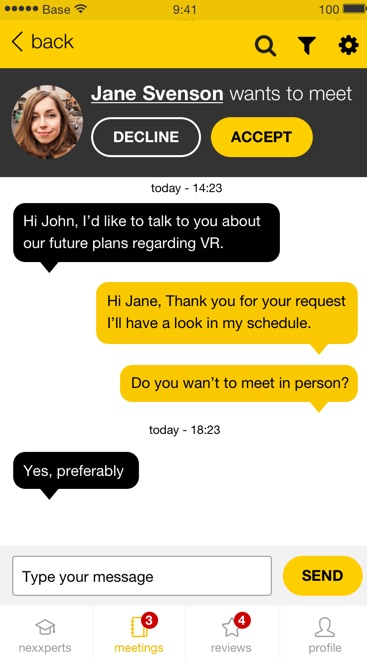 Base 9:41 100
back
Jane Svenson wants to meet
DECLINE ACCEPT
today - 14:23
Hi John, I'd like to talk to you about
our future plans regarding VR.
Hi Jane, Thank you for your request
I'll have a look in my schedule.
Do you wan't to meet in person?
today - 18:23
Yes, preferably
Type your message SEND
3 4
nexxperts meetings reviews profile